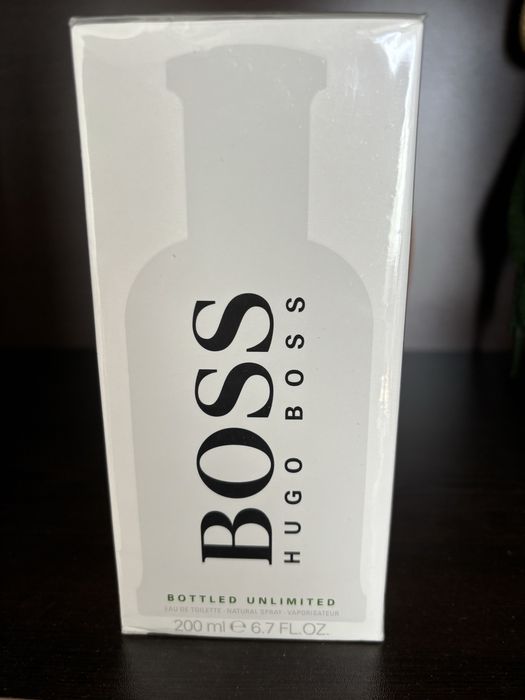 BOSS
HUGO BOSS
BOTTLED UNLIMITED
EAU DE TOILETTE · NATURAL SPRAY · VAPORISATEUR
200 ml ℮ 6.7 FL.OZ.